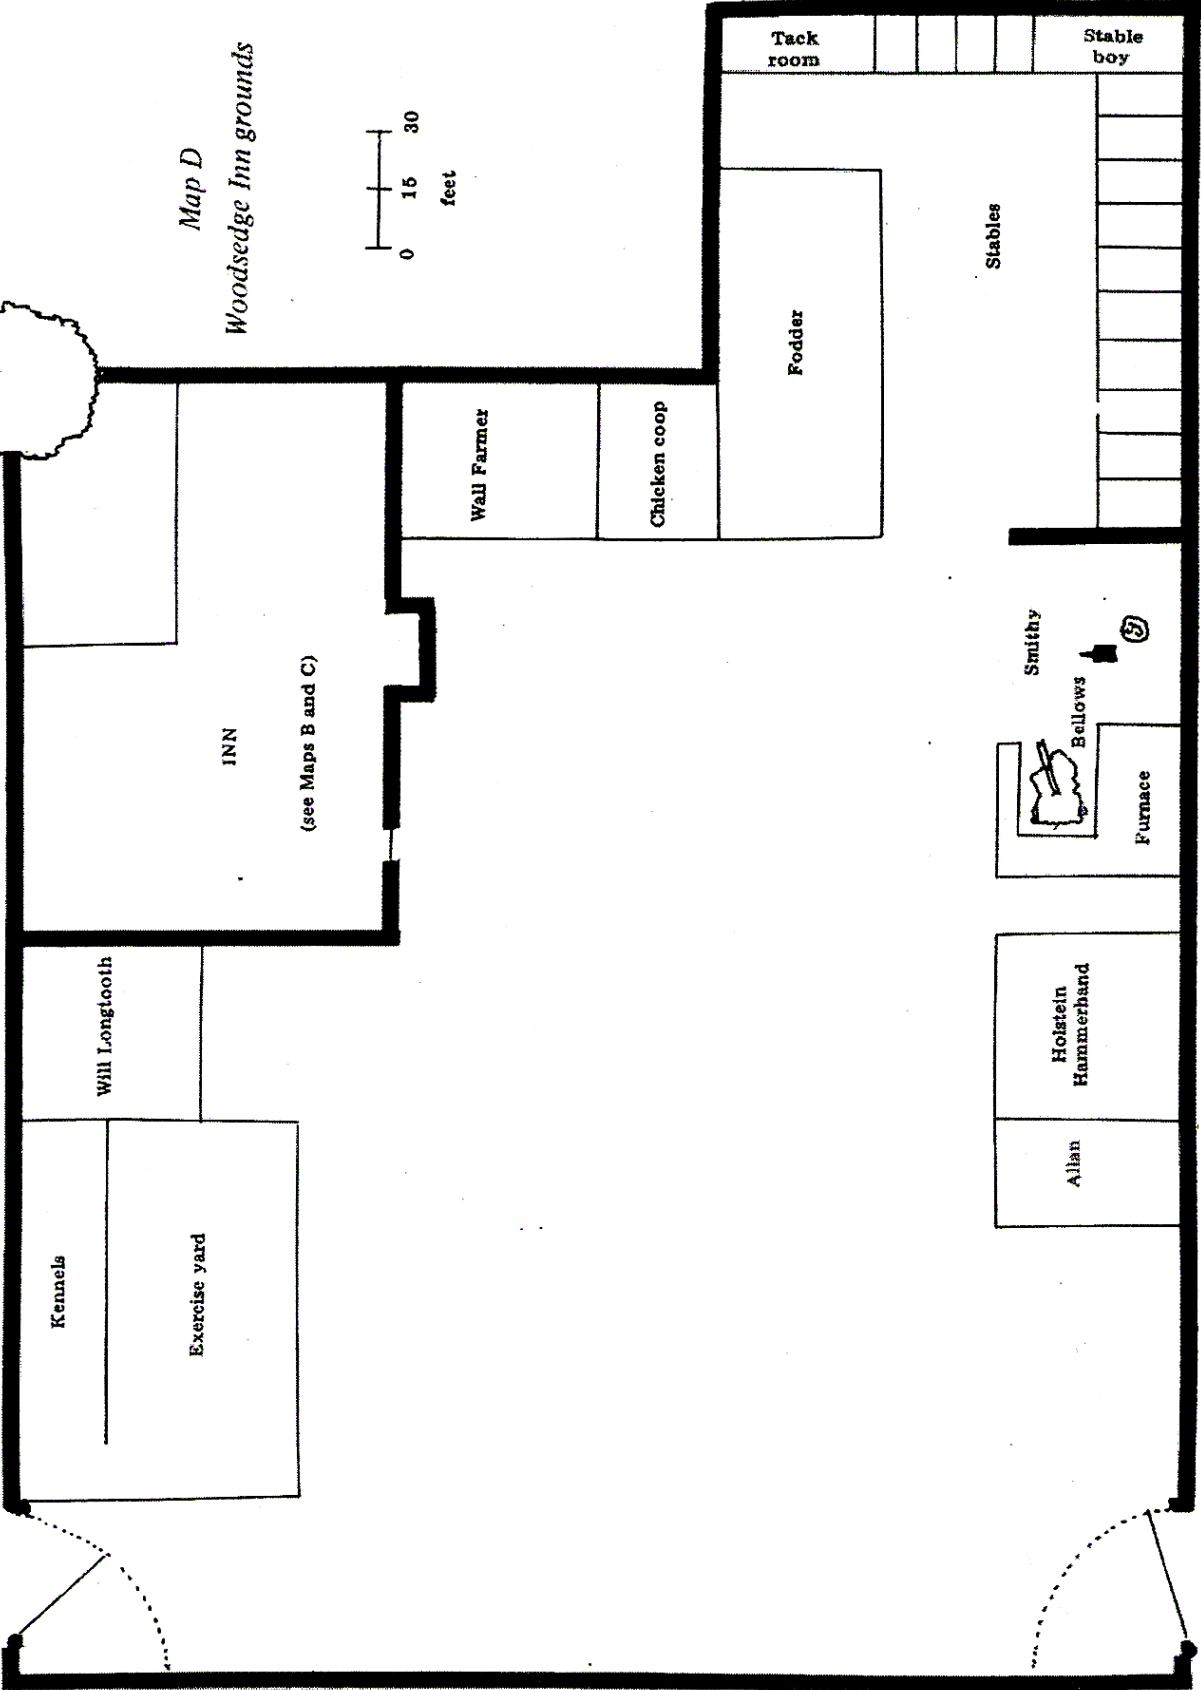 Map D
Woodsedge Inn grounds
0 15 30
feet
Tack
room
Stable
boy
Stables
Fodder
Wall Farmer
Chicken coop
INN
(see Maps B and C)
Smithy
Bellows
Furnace
Will Longtooth
Holstein
Hammerhand
Allan
Kennels
Exercise yard